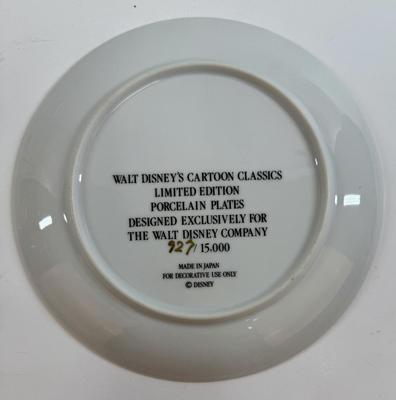 WALT DISNEY'S CARTOON CLASSICS
LIMITED EDITION
PORCELAIN PLATES
DESIGNED EXCLUSIVELY FOR
THE WALT DISNEY COMPANY
927/ 15.000
MADE IN JAPAN
FOR DECORATIVE USE ONLY
© DISNEY